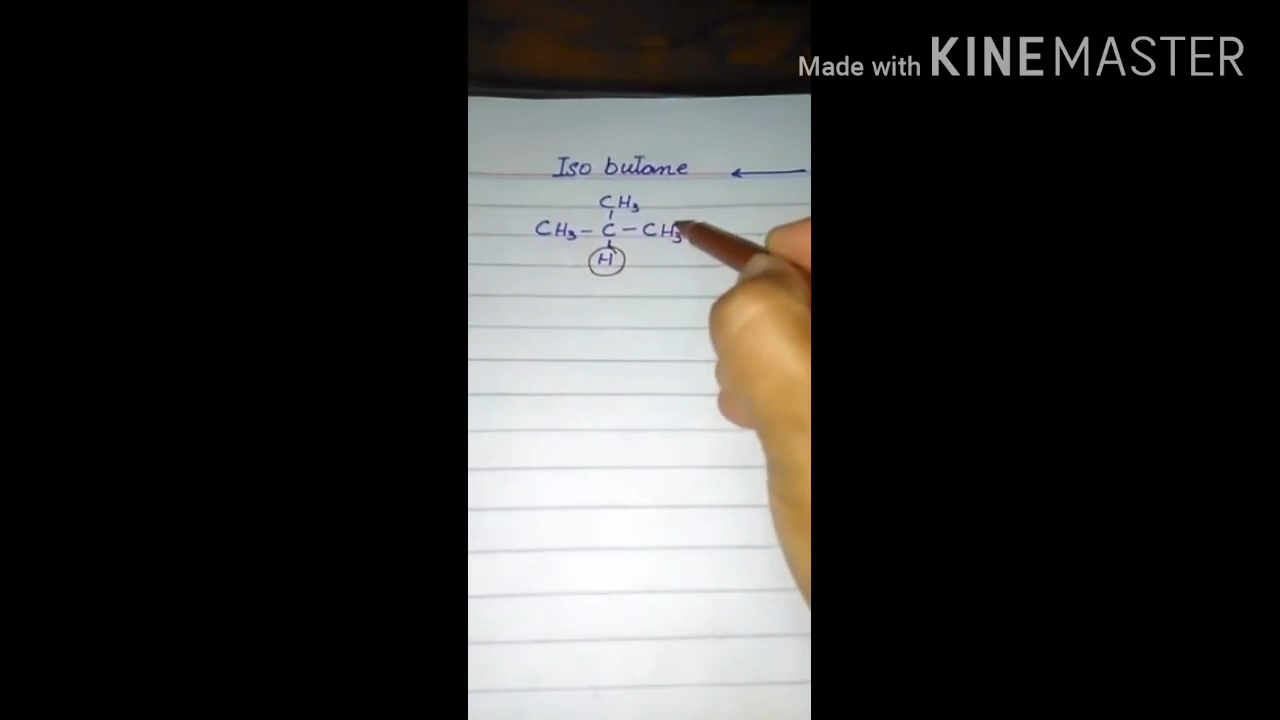 Made with KINEMASTER
Iso butane
CH₃
CH₃ – C – CH₃
H